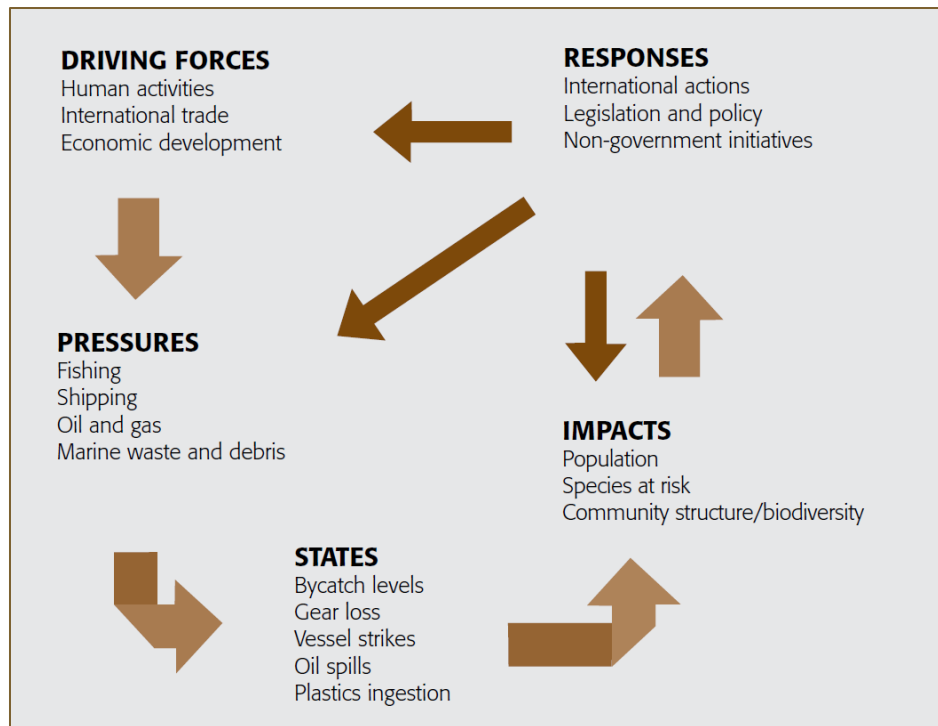 DRIVING FORCES
Human activities
International trade
Economic development
RESPONSES
International actions
Legislation and policy
Non-government initiatives
PRESSURES
Fishing
Shipping
Oil and gas
Marine waste and debris
IMPACTS
Population
Species at risk
Community structure/biodiversity
STATES
Bycatch levels
Gear loss
Vessel strikes
Oil spills
Plastics ingestion